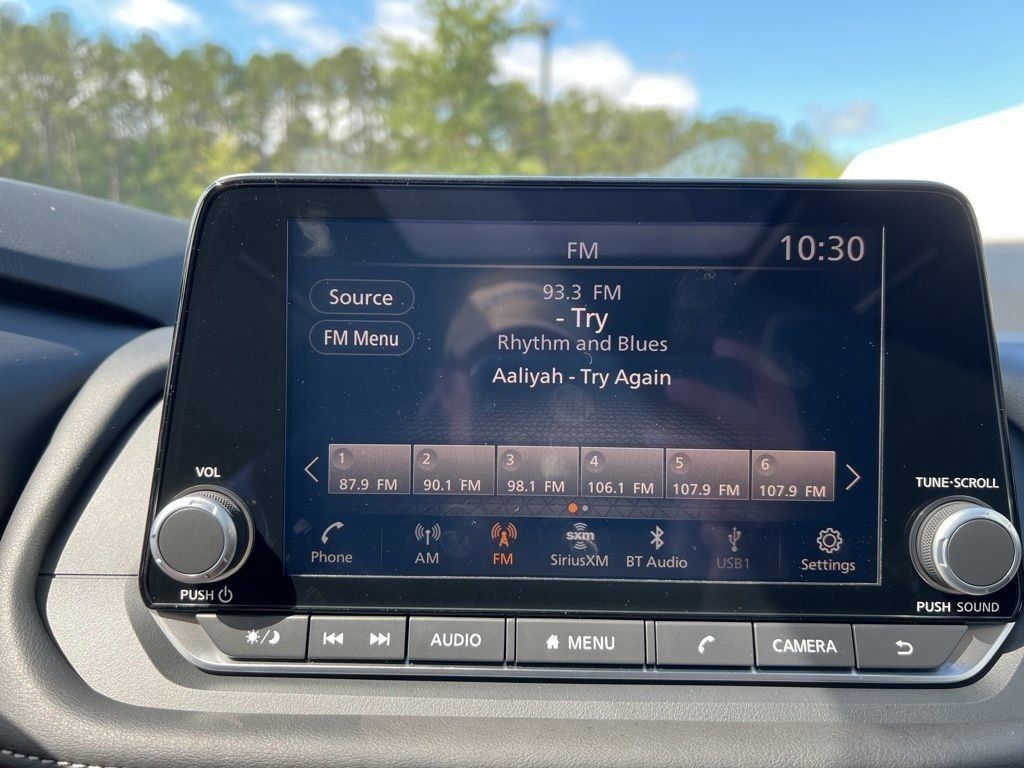 FM
10:30
Source
FM Menu
93.3 FM
- Try
Rhythm and Blues
Aaliyah - Try Again
1 2 3 4 5 6
87.9 FM 90.1 FM 98.1 FM 106.1 FM 107.9 FM 107.9 FM
Phone AM FM SiriusXM BT Audio USB1 Settings
sxm
VOL
PUSH
TUNE·SCROLL
PUSH SOUND
AUDIO MENU CAMERA